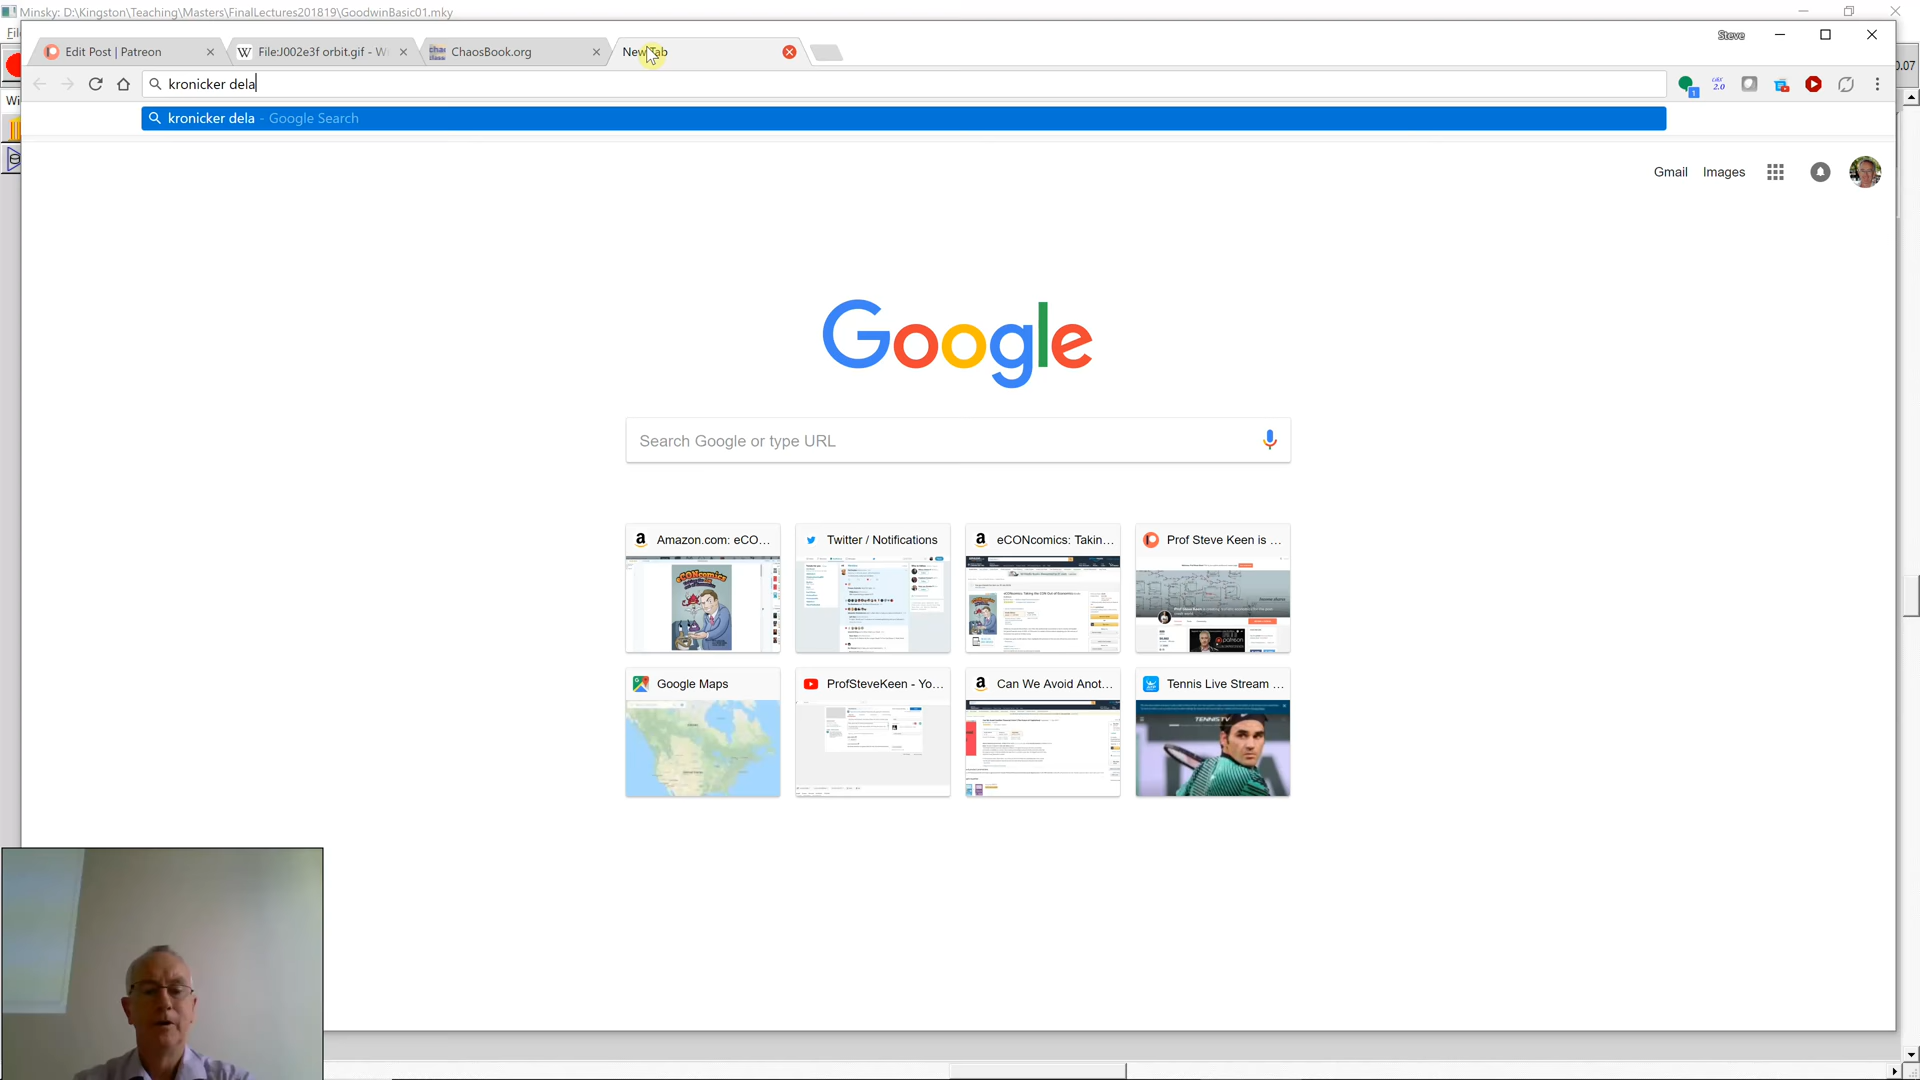 Minsky: D:\Kingston\Teaching\Masters\FinalLectures201819\GoodwinBasic01.mky
Edit Post | Patreon
File:J002e3f orbit.gif - W
ChaosBook.org
New Tab
Steve
0.07
kronicker dela
kronicker dela - Google Search
Gmail
Images
Google
Search Google or type URL
Amazon.com: eCO...
Twitter / Notifications
eCONcomics: Takin...
Prof Steve Keen is ...
Google Maps
ProfSteveKeen - Yo...
Can We Avoid Anot...
Tennis Live Stream ...